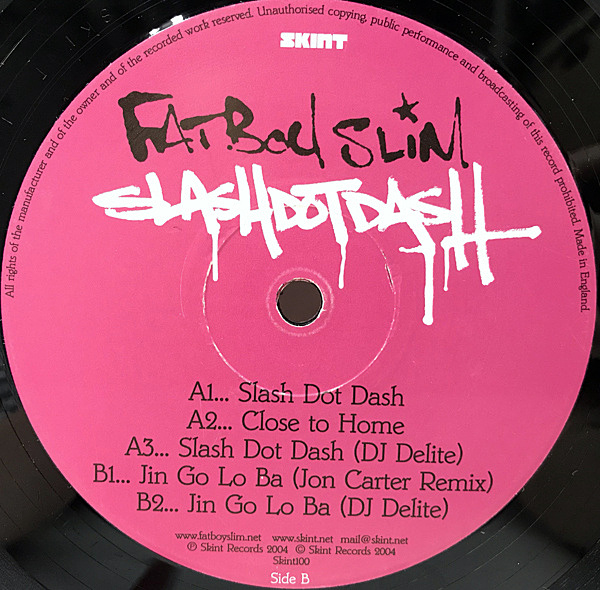 All rights of the manufacturer and of the owner and of the recorded work reserved. Unauthorised copying, public performance and broadcasting of this record prohibited. Made in England.
SKINT
FATBOY SLIM
SLASHDOTDASH
A1... Slash Dot Dash
A2... Close to Home
A3... Slash Dot Dash (DJ Delite)
B1... Jin Go Lo Ba (Jon Carter Remix)
B2... Jin Go Lo Ba (DJ Delite)
www.fatboyslim.net www.skint.net mail@skint.net
℗ Skint Records 2004 © Skint Records 2004
Skint100
Side B